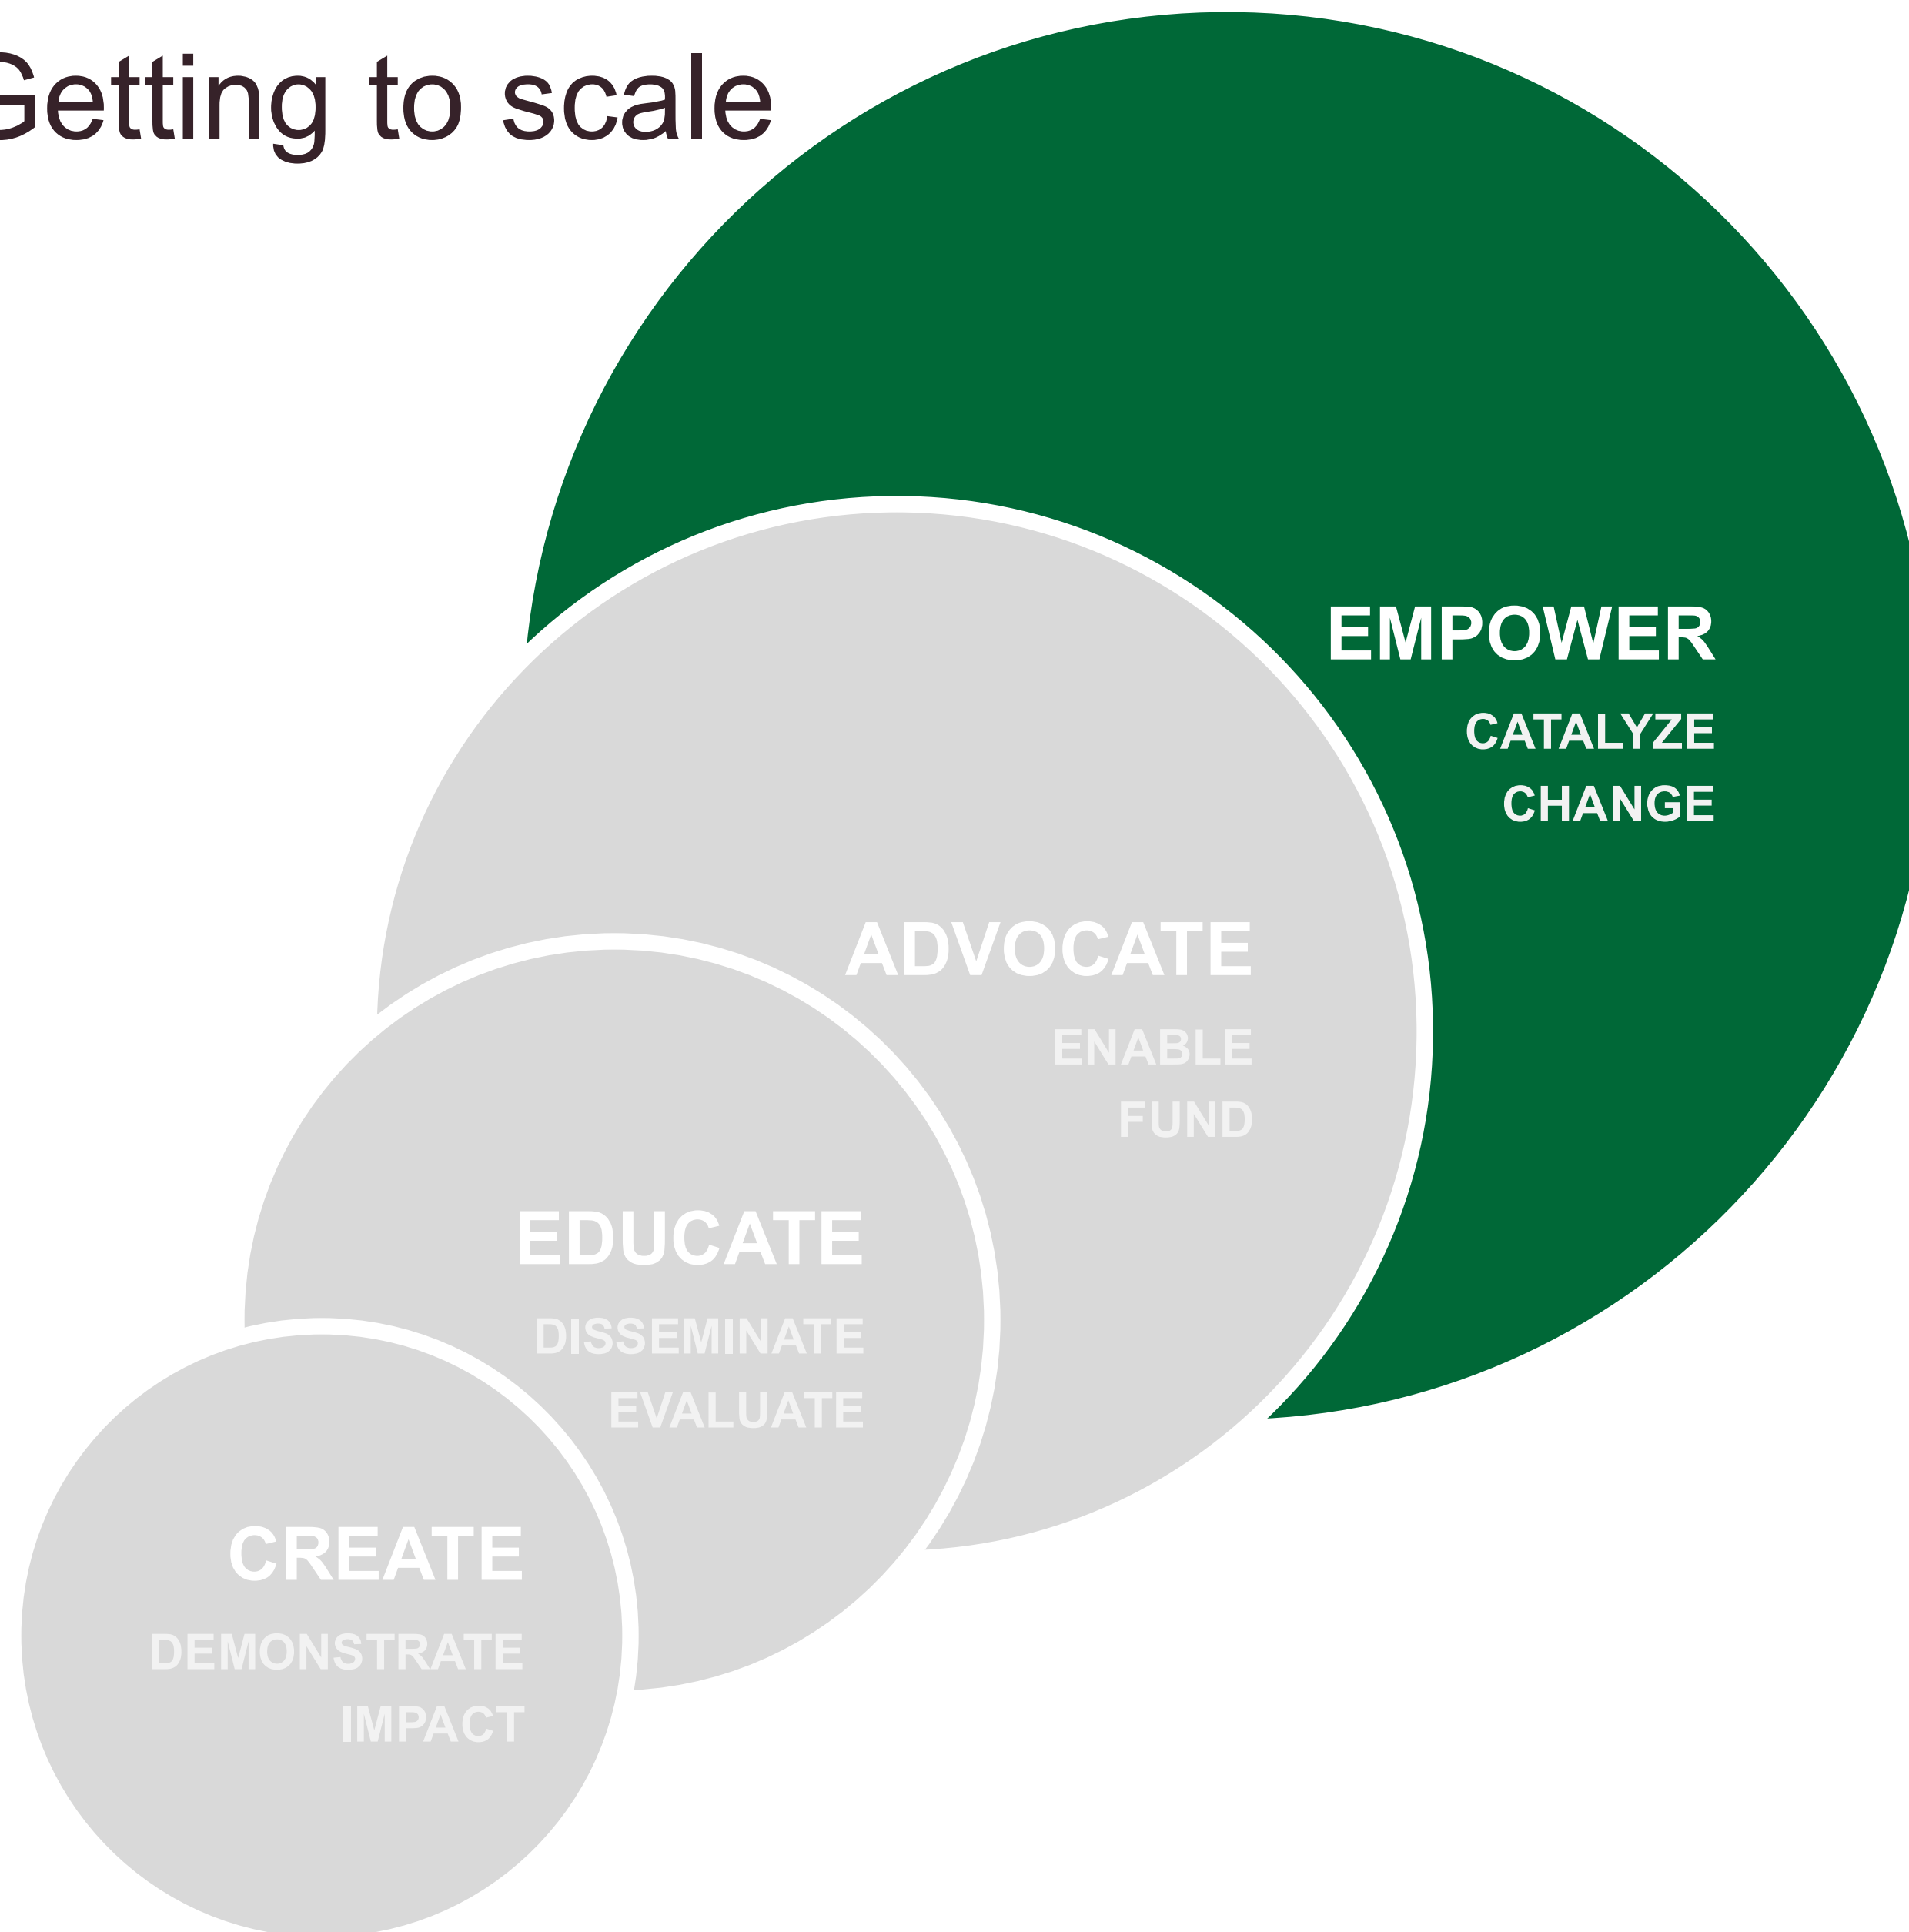 Getting to scale
EMPOWER
CATALYZE
CHANGE
ADVOCATE
ENABLE
FUND
EDUCATE
DISSEMINATE
EVALUATE
CREATE
DEMONSTRATE
IMPACT